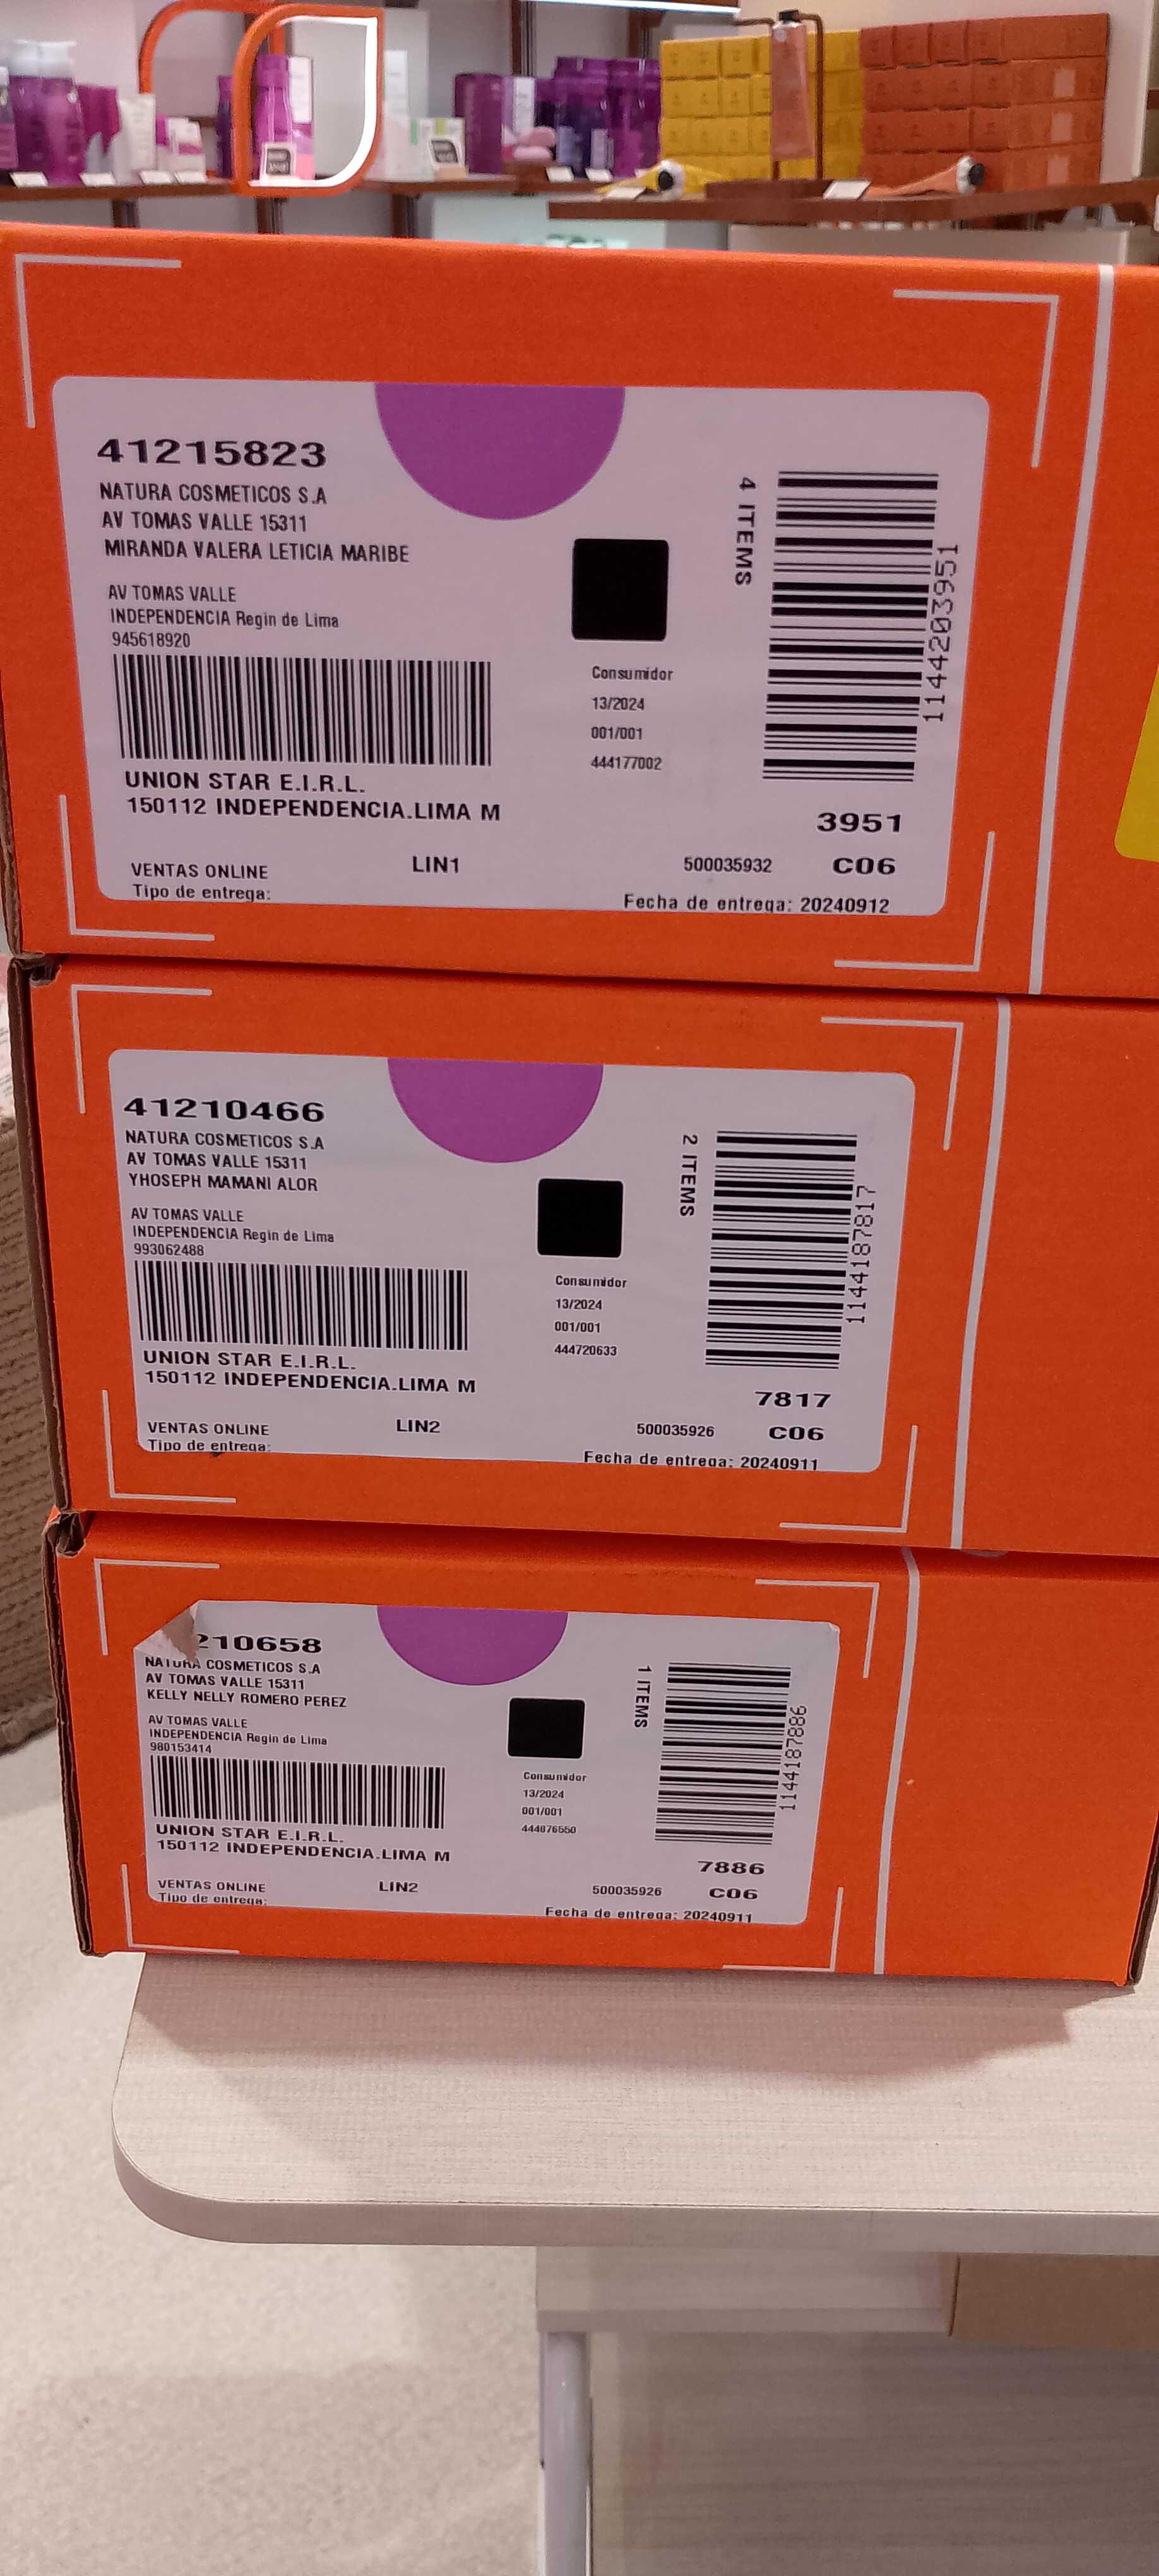 41215823
NATURA COSMETICOS S.A
AV TOMAS VALLE 15311
MIRANDA VALERA LETICIA MARIBE
AV TOMAS VALLE
INDEPENDENCIA Regin de Lima
945618920
UNION STAR E.I.R.L.
150112 INDEPENDENCIA.LIMA M
VENTAS ONLINE
LIN1
Tipo de entrega:
Consumidor
13/2024
001/001
444177002
4 ITEMS
1144203951
3951
500035932
C06
Fecha de entrega: 20240912
41210466
NATURA COSMETICOS S.A
AV TOMAS VALLE 15311
YHOSEPH MAMANI ALOR
AV TOMAS VALLE
INDEPENDENCIA Regin de Lima
993062488
UNION STAR E.I.R.L.
150112 INDEPENDENCIA.LIMA M
VENTAS ONLINE
LIN2
Tipo de entrega:
Consumidor
13/2024
001/001
444720633
2 ITEMS
1144187817
7817
500035926
C06
Fecha de entrega: 20240911
210658
NATURA COSMETICOS S.A
AV TOMAS VALLE 15311
KELLY NELLY ROMERO PEREZ
AV TOMAS VALLE
INDEPENDENCIA Regin de Lima
980153414
UNION STAR E.I.R.L.
150112 INDEPENDENCIA.LIMA M
VENTAS ONLINE
LIN2
Tipo de entrega:
Consumidor
13/2024
001/001
444876550
1 ITEMS
1144187886
7886
500035926
C06
Fecha de entrega: 20240911